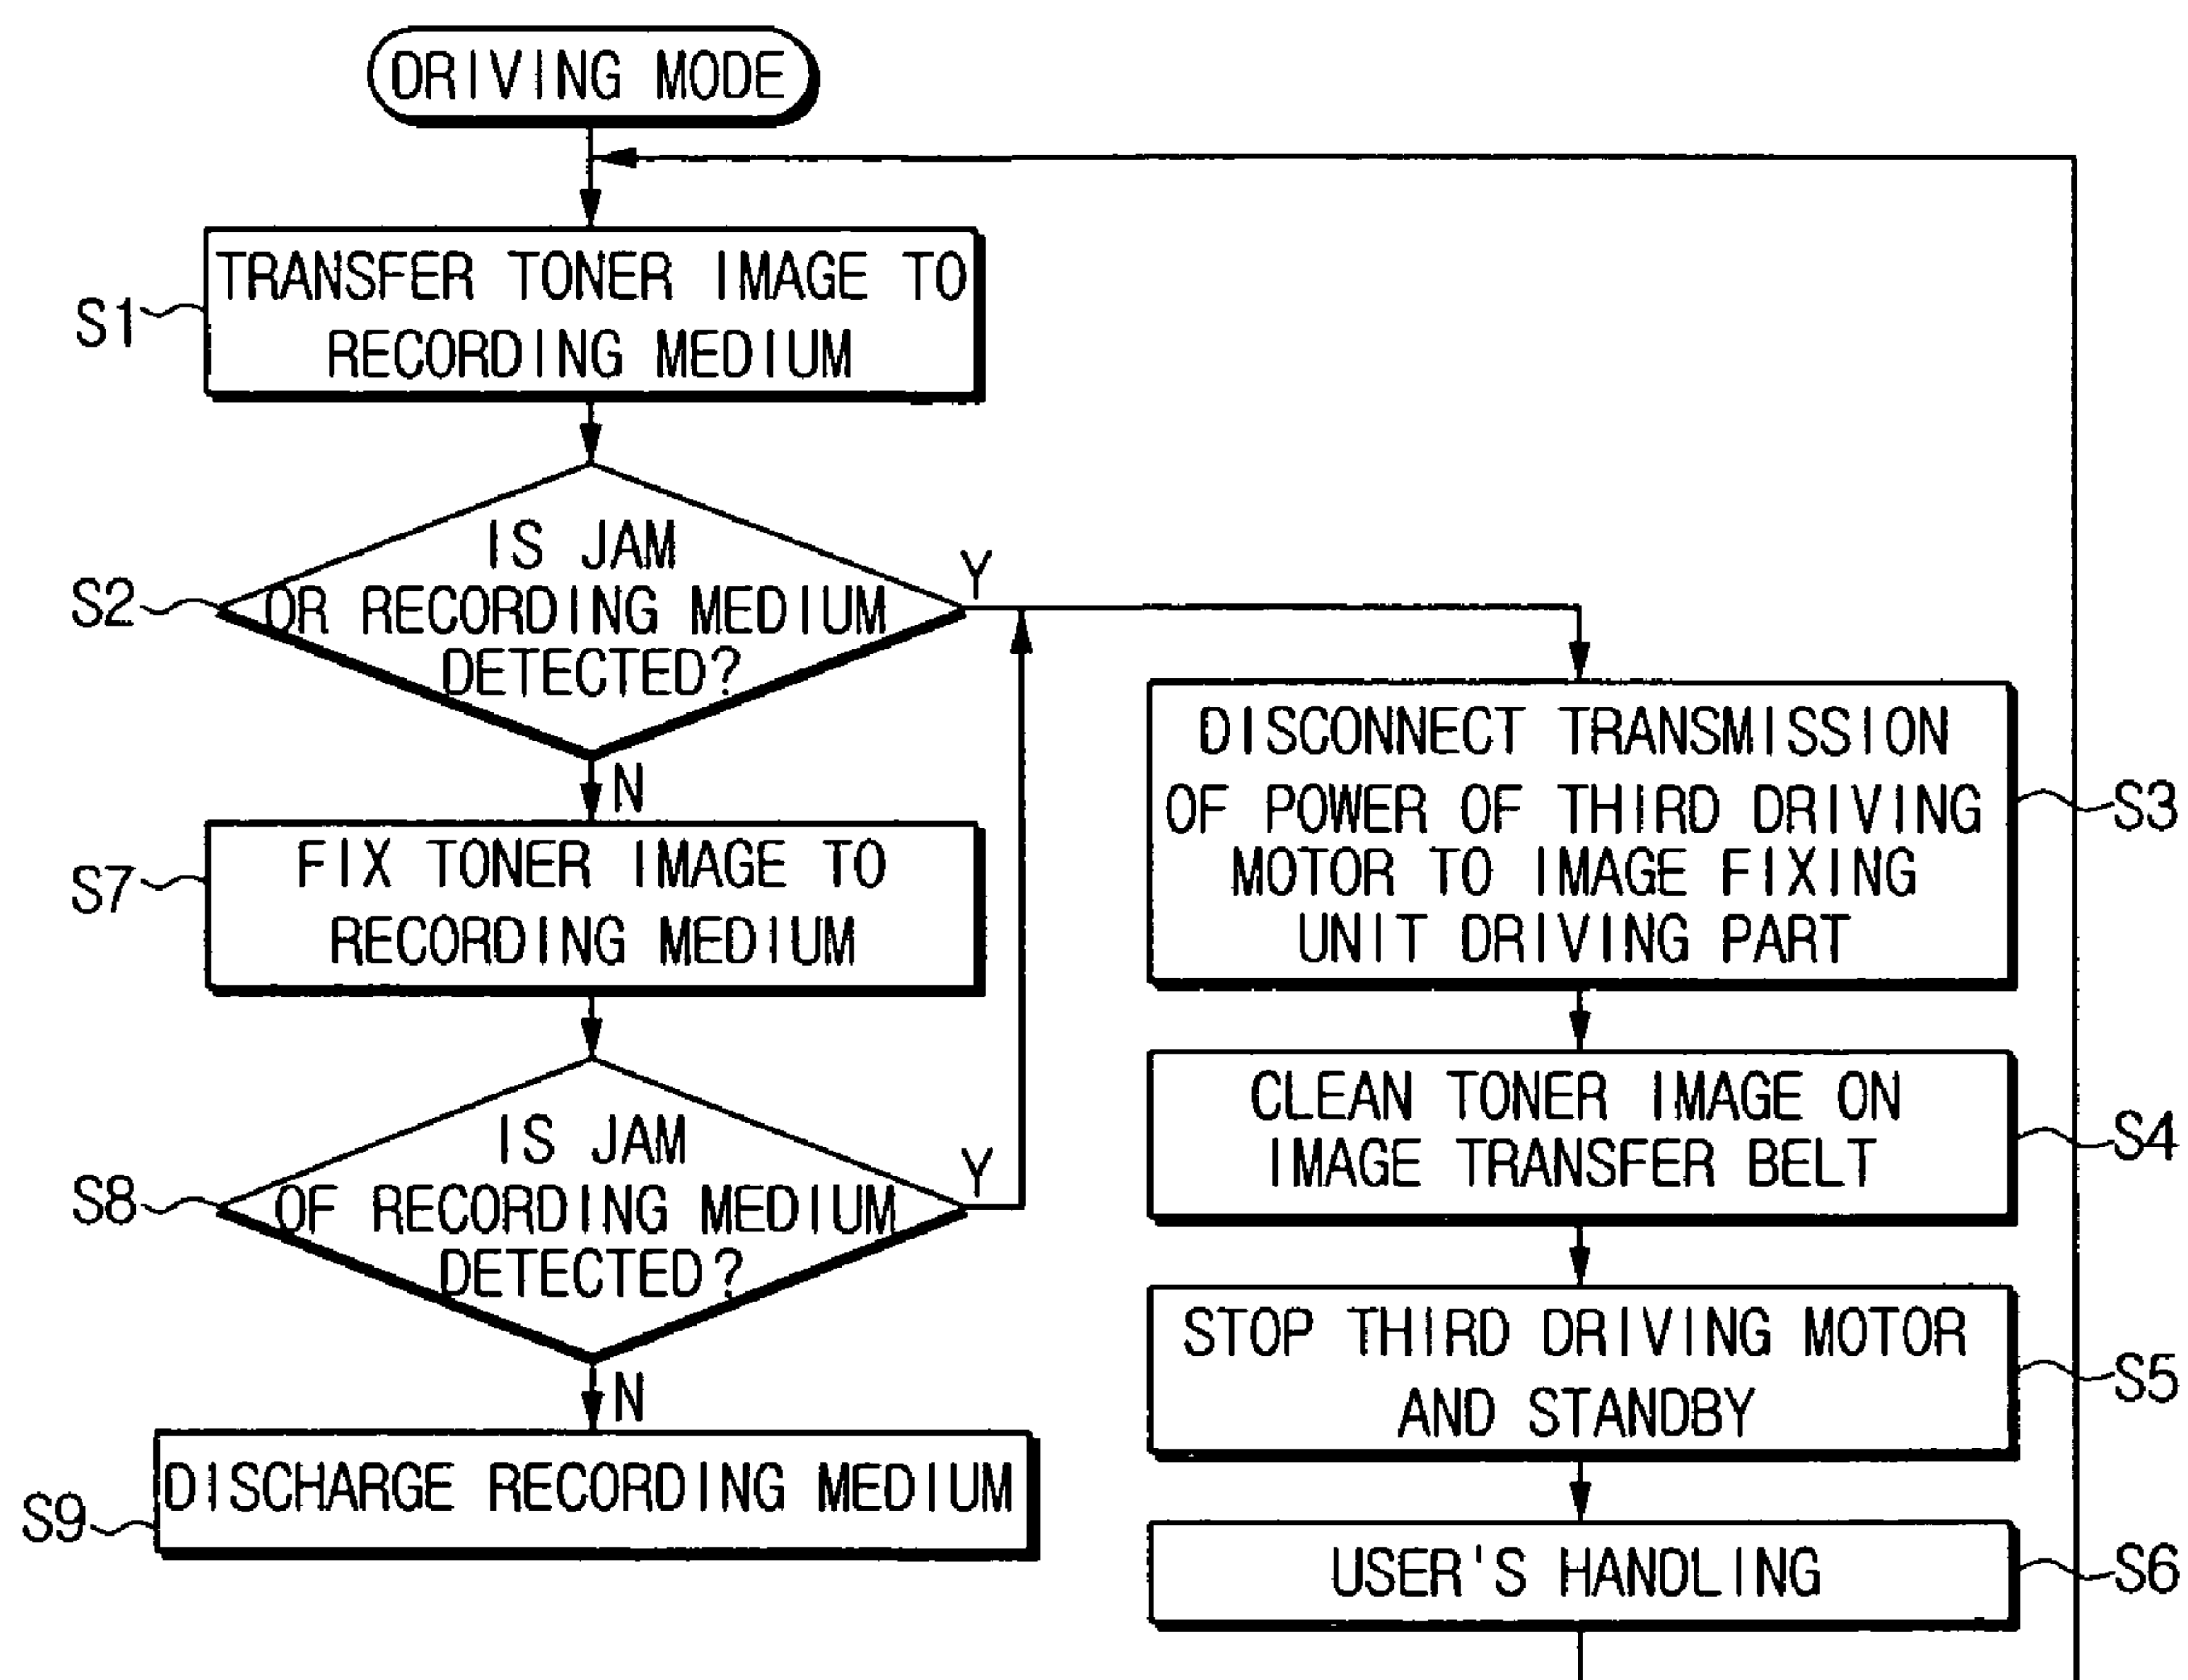 DRIVING MODE
S1
TRANSFER TONER IMAGE TO
RECORDING MEDIUM
S2
IS JAM
OR RECORDING MEDIUM
DETECTED?
Y
N
S7
FIX TONER IMAGE TO
RECORDING MEDIUM
S8
IS JAM
OF RECORDING MEDIUM
DETECTED?
Y
N
S9
DISCHARGE RECORDING MEDIUM
DISCONNECT TRANSMISSION
OF POWER OF THIRD DRIVING
MOTOR TO IMAGE FIXING
UNIT DRIVING PART
S3
CLEAN TONER IMAGE ON
IMAGE TRANSFER BELT
S4
STOP THIRD DRIVING MOTOR
AND STANDBY
S5
USER'S HANDLING
S6